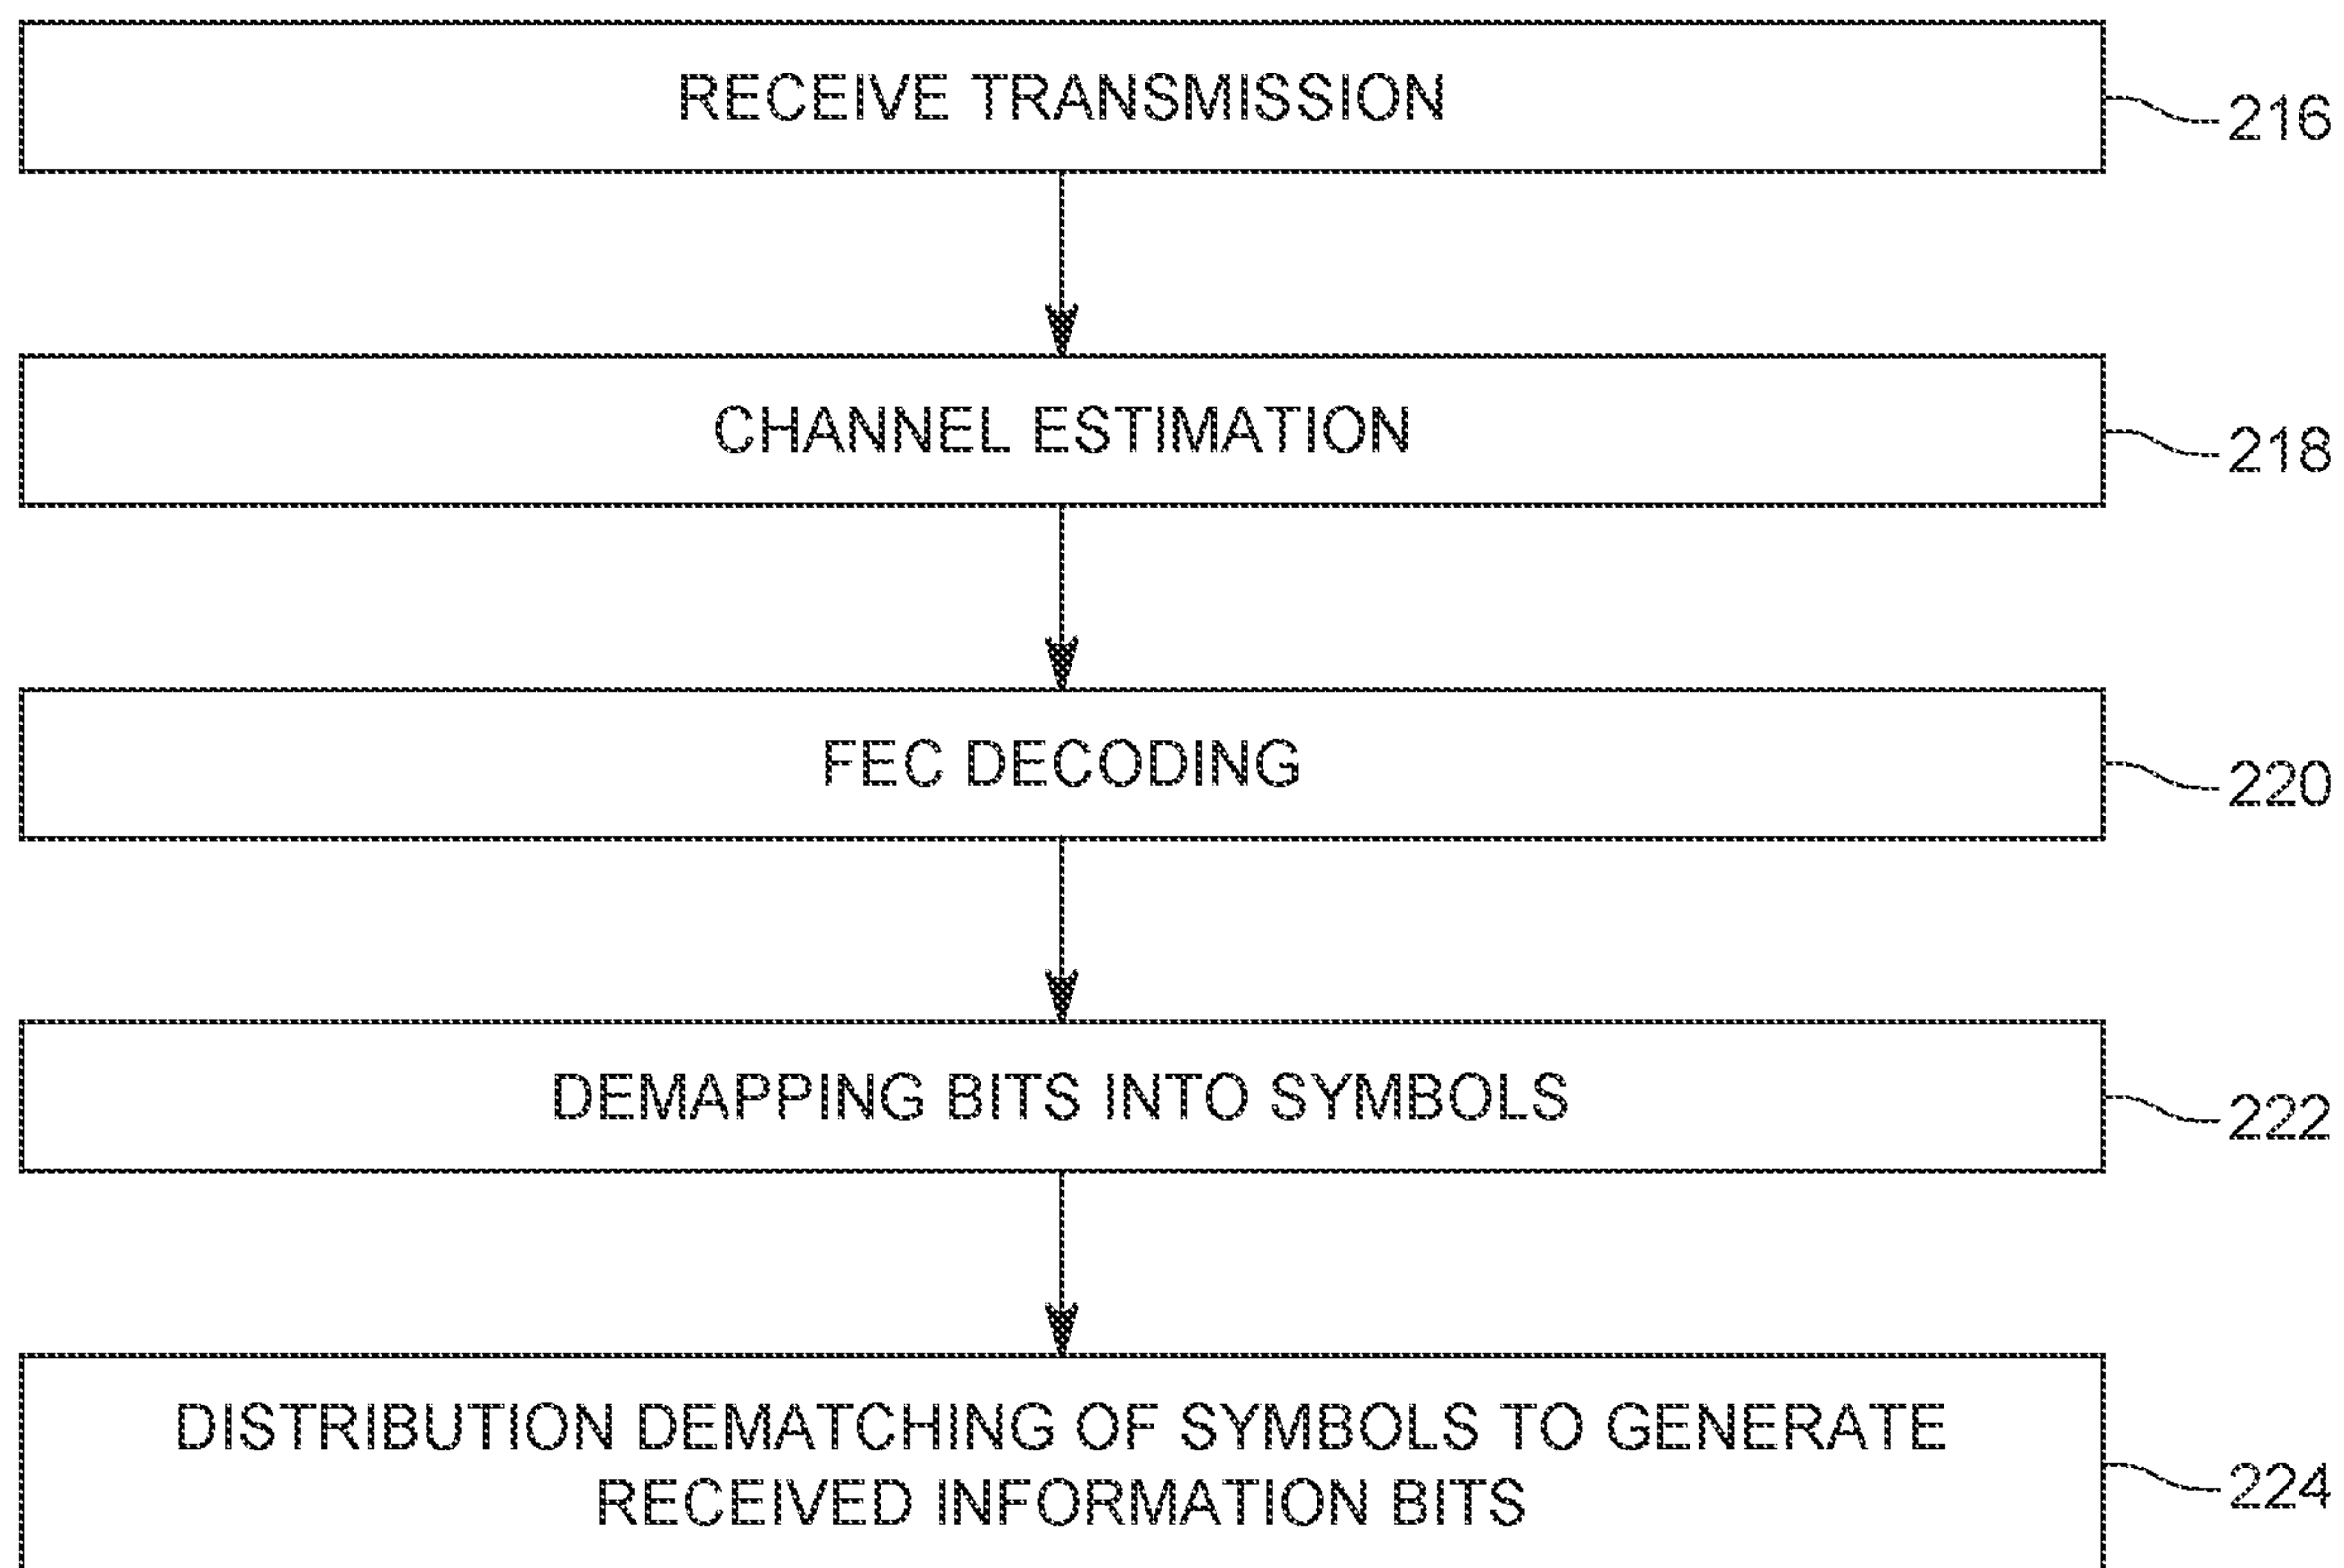 RECEIVE TRANSMISSION
216
CHANNEL ESTIMATION
218
FEC DECODING
220
DEMAPPING BITS INTO SYMBOLS
222
DISTRIBUTION DEMATCHING OF SYMBOLS TO GENERATE
RECEIVED INFORMATION BITS
224